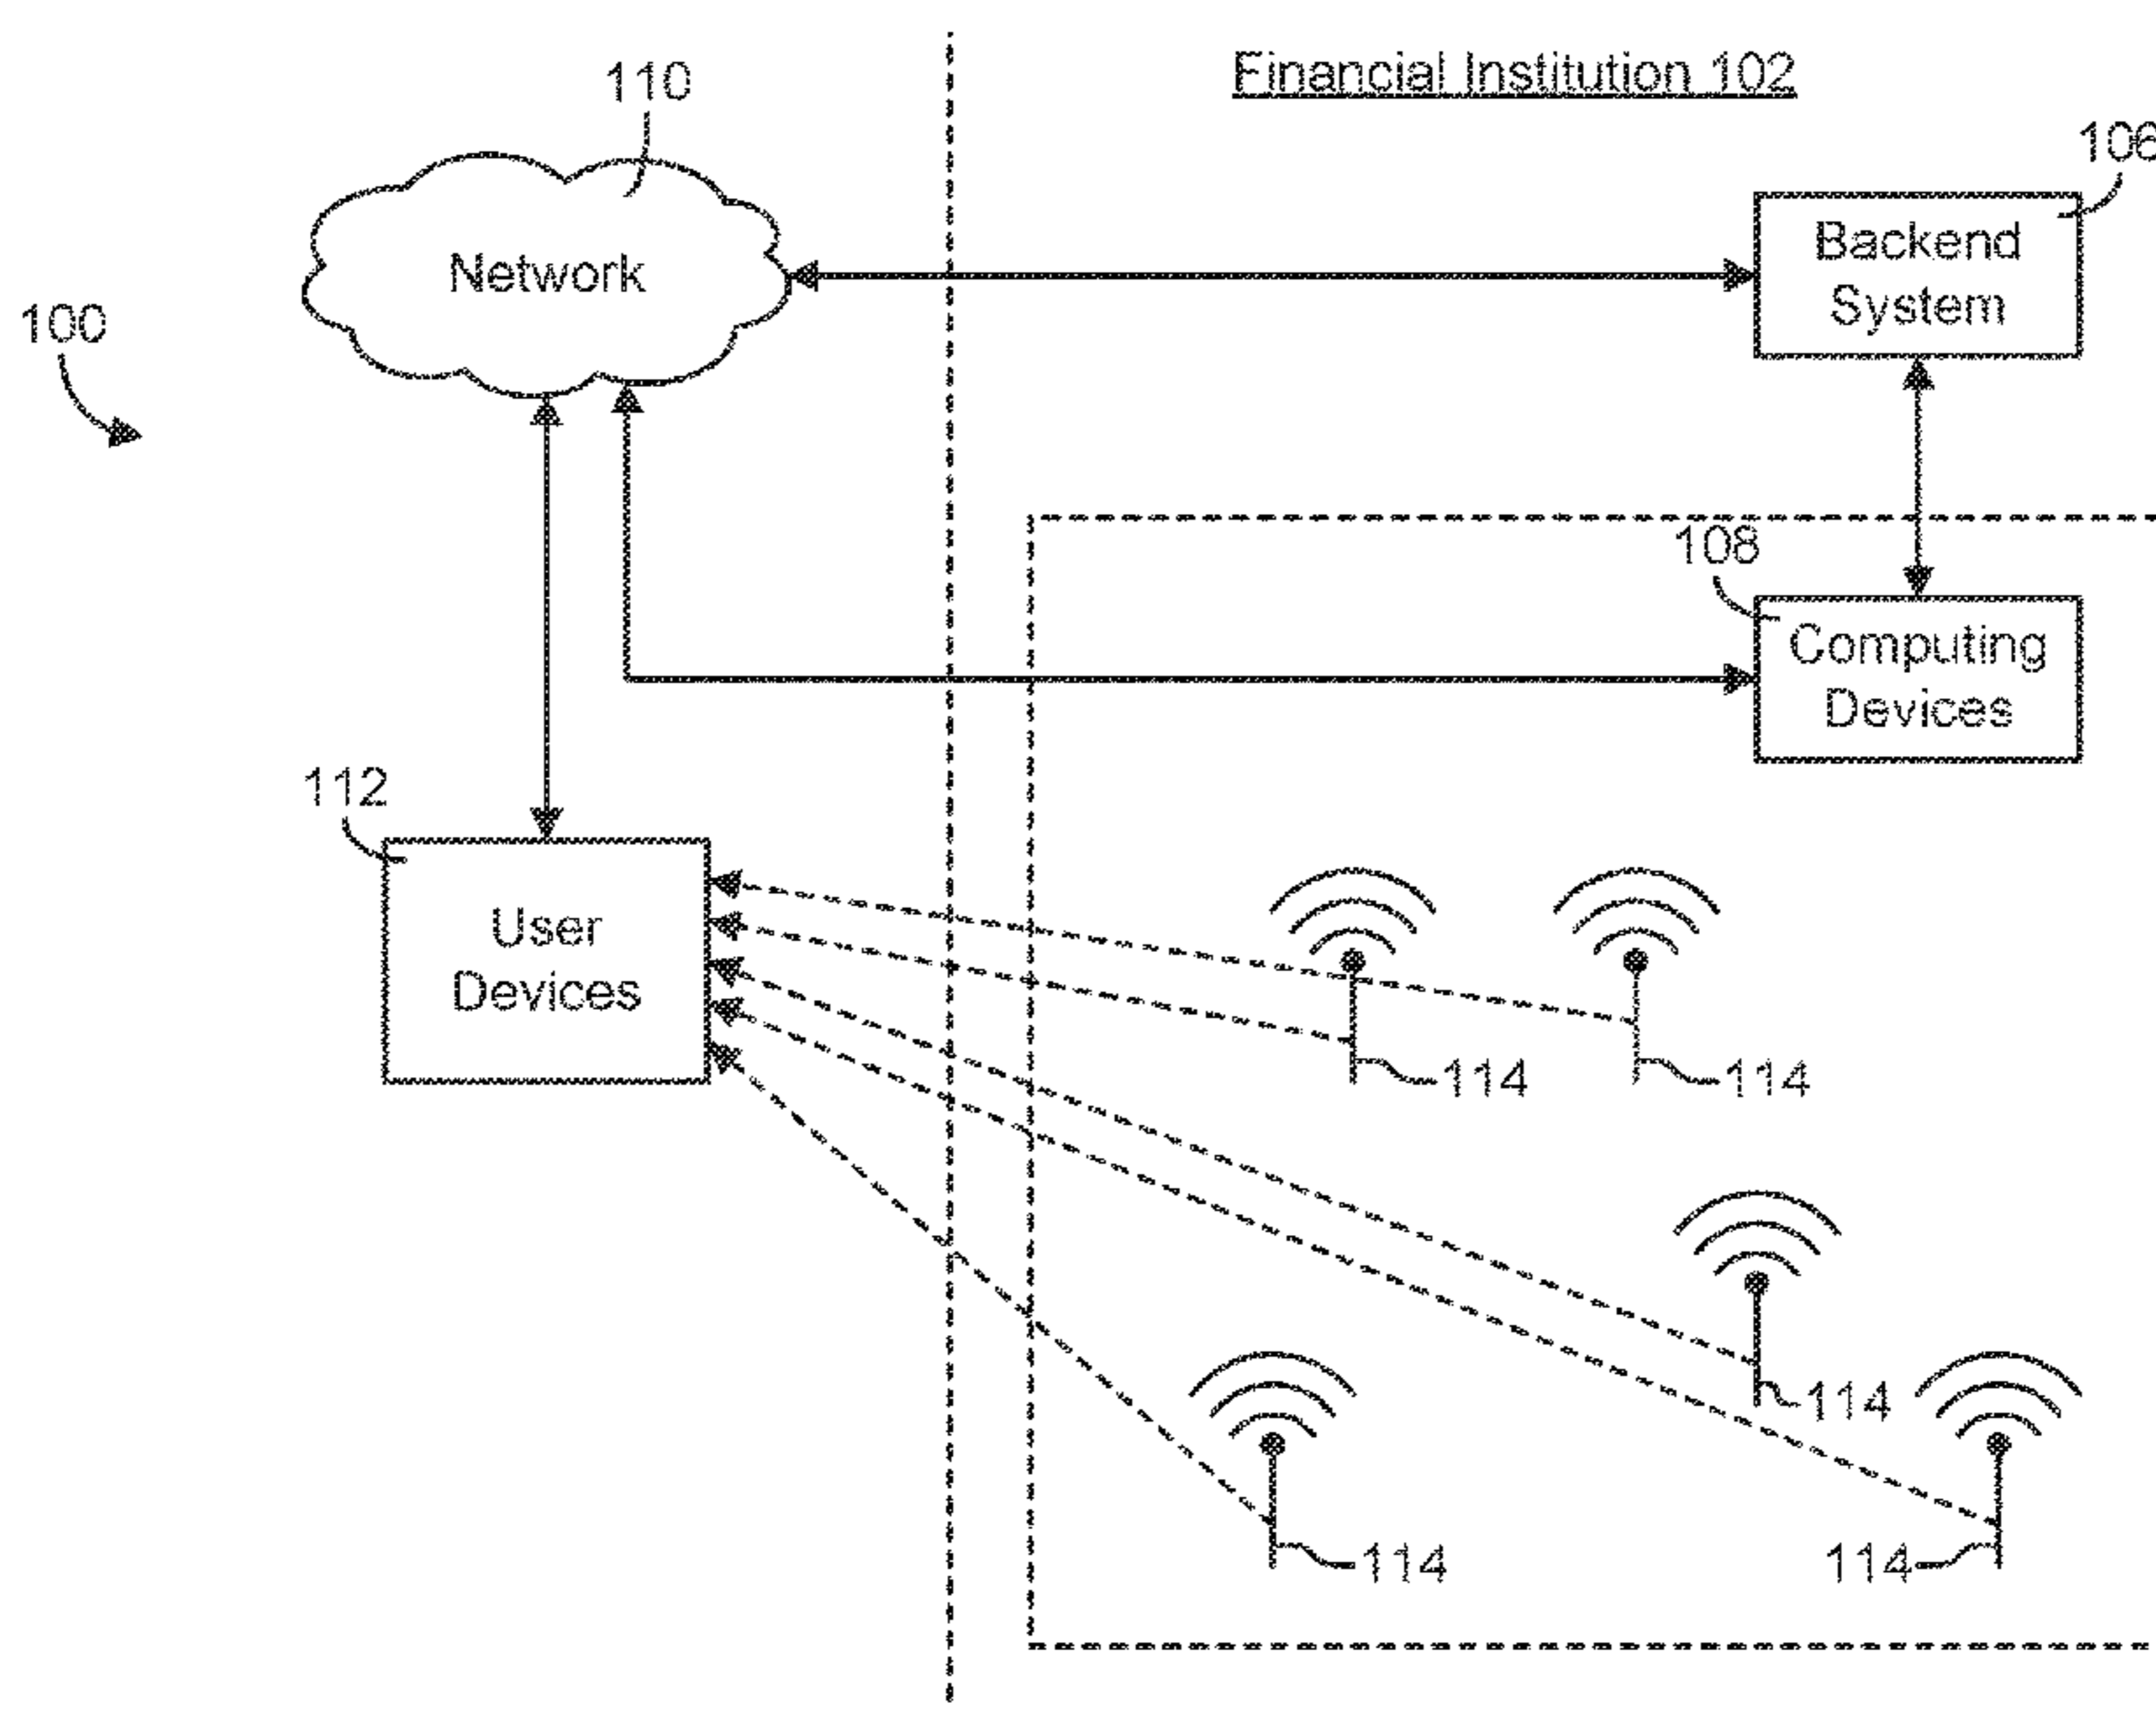 Financial Institution 102
110
106
Backend
System
Network
100
108
Computing
Devices
112
User
Devices
114
114
114
114
114